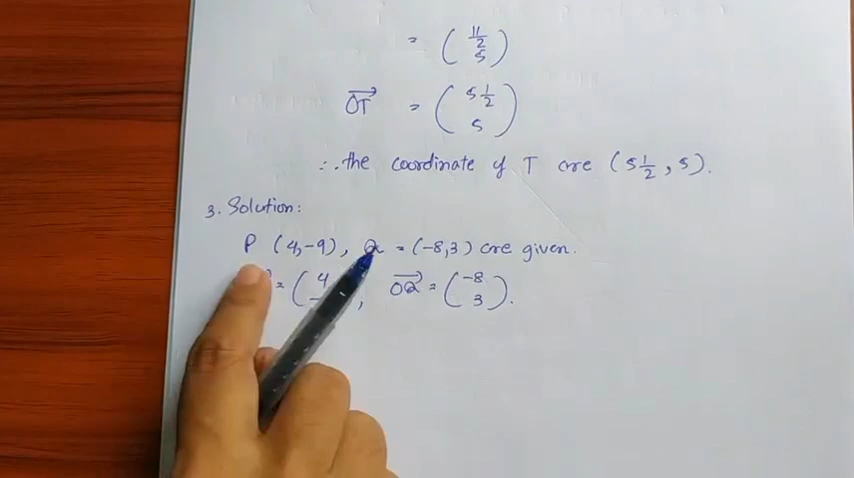 = ( 11/2 5 )
OT = ( 5 1/2 5 )
∴ the coordinate of T are (5 1/2 , 5).
3. Solution:
P (4,-9), Q = (-8,3) are given.
= ( 4 , OQ = ( -8 3 ).